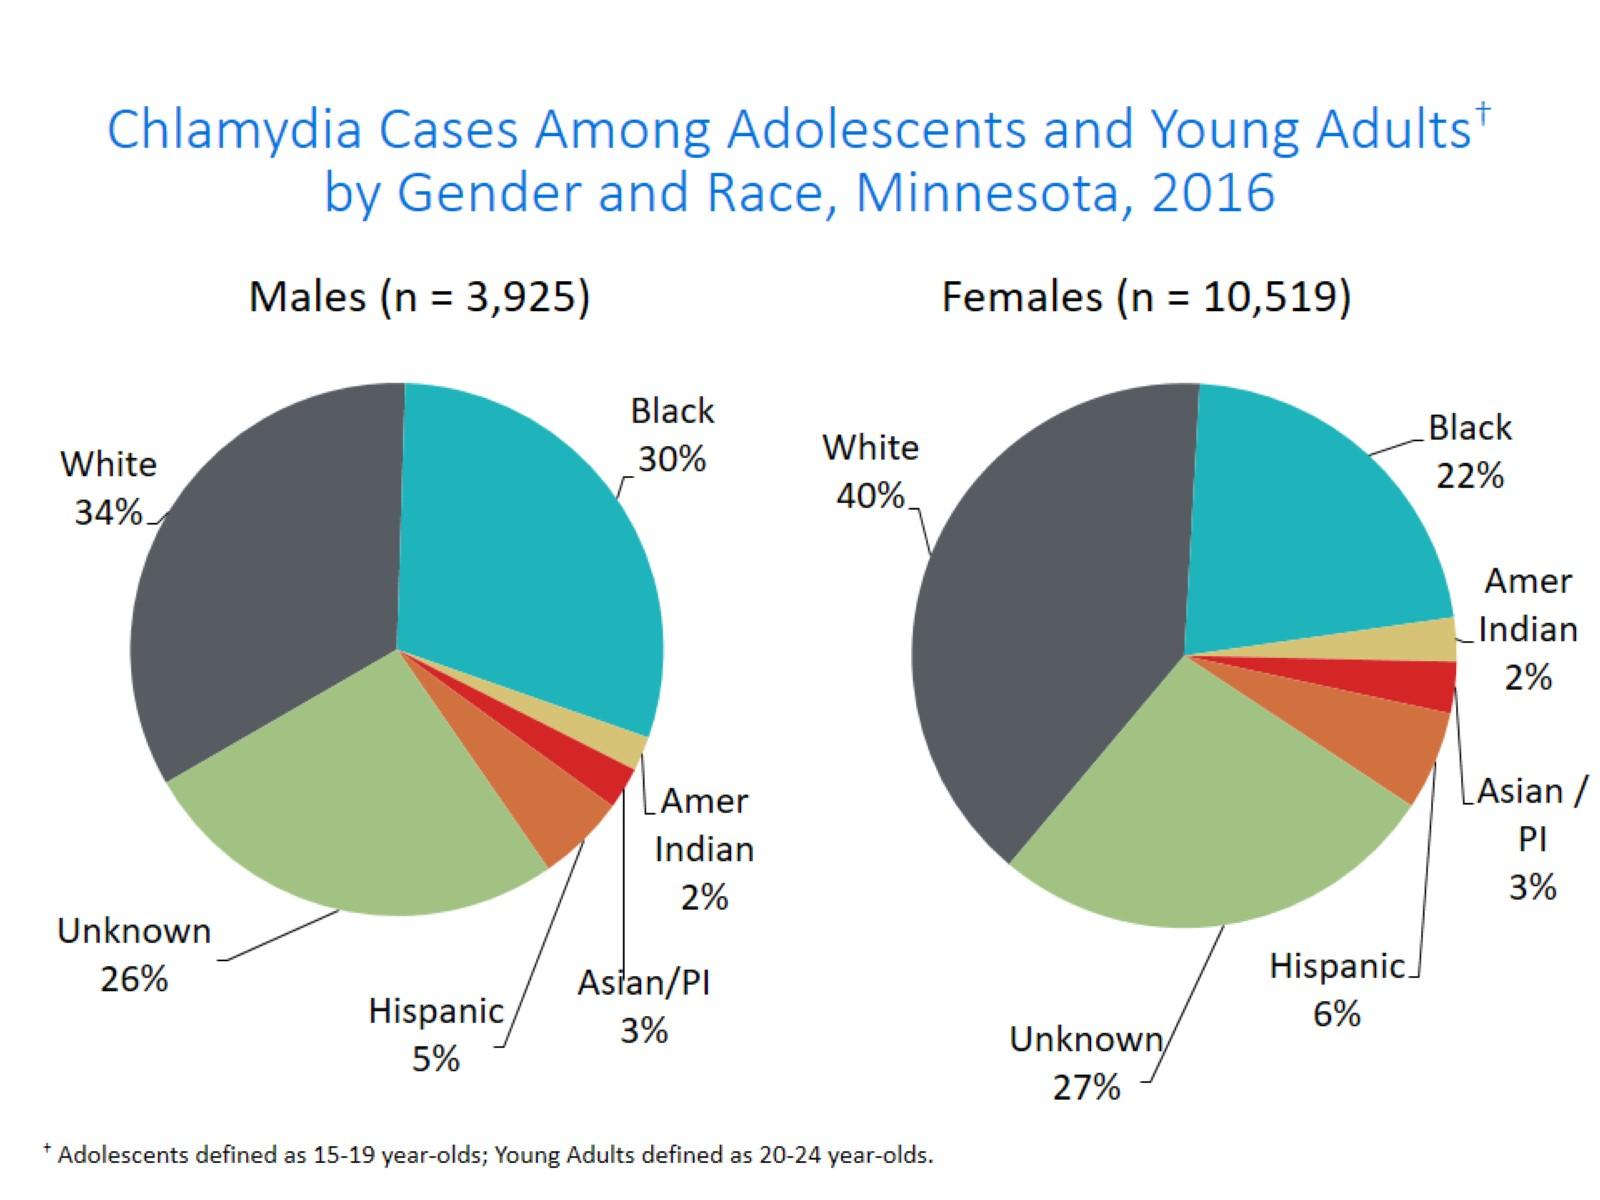 Chlamydia Cases Among Adolescents and Young Adults†
by Gender and Race, Minnesota, 2016
Males (n = 3,925)
White
34%
Black
30%
Amer
Indian
2%
Asian/PI
3%
Hispanic
5%
Unknown
26%
Females (n = 10,519)
White
40%
Black
22%
Amer
Indian
2%
Asian /
PI
3%
Hispanic
6%
Unknown
27%
† Adolescents defined as 15-19 year-olds; Young Adults defined as 20-24 year-olds.